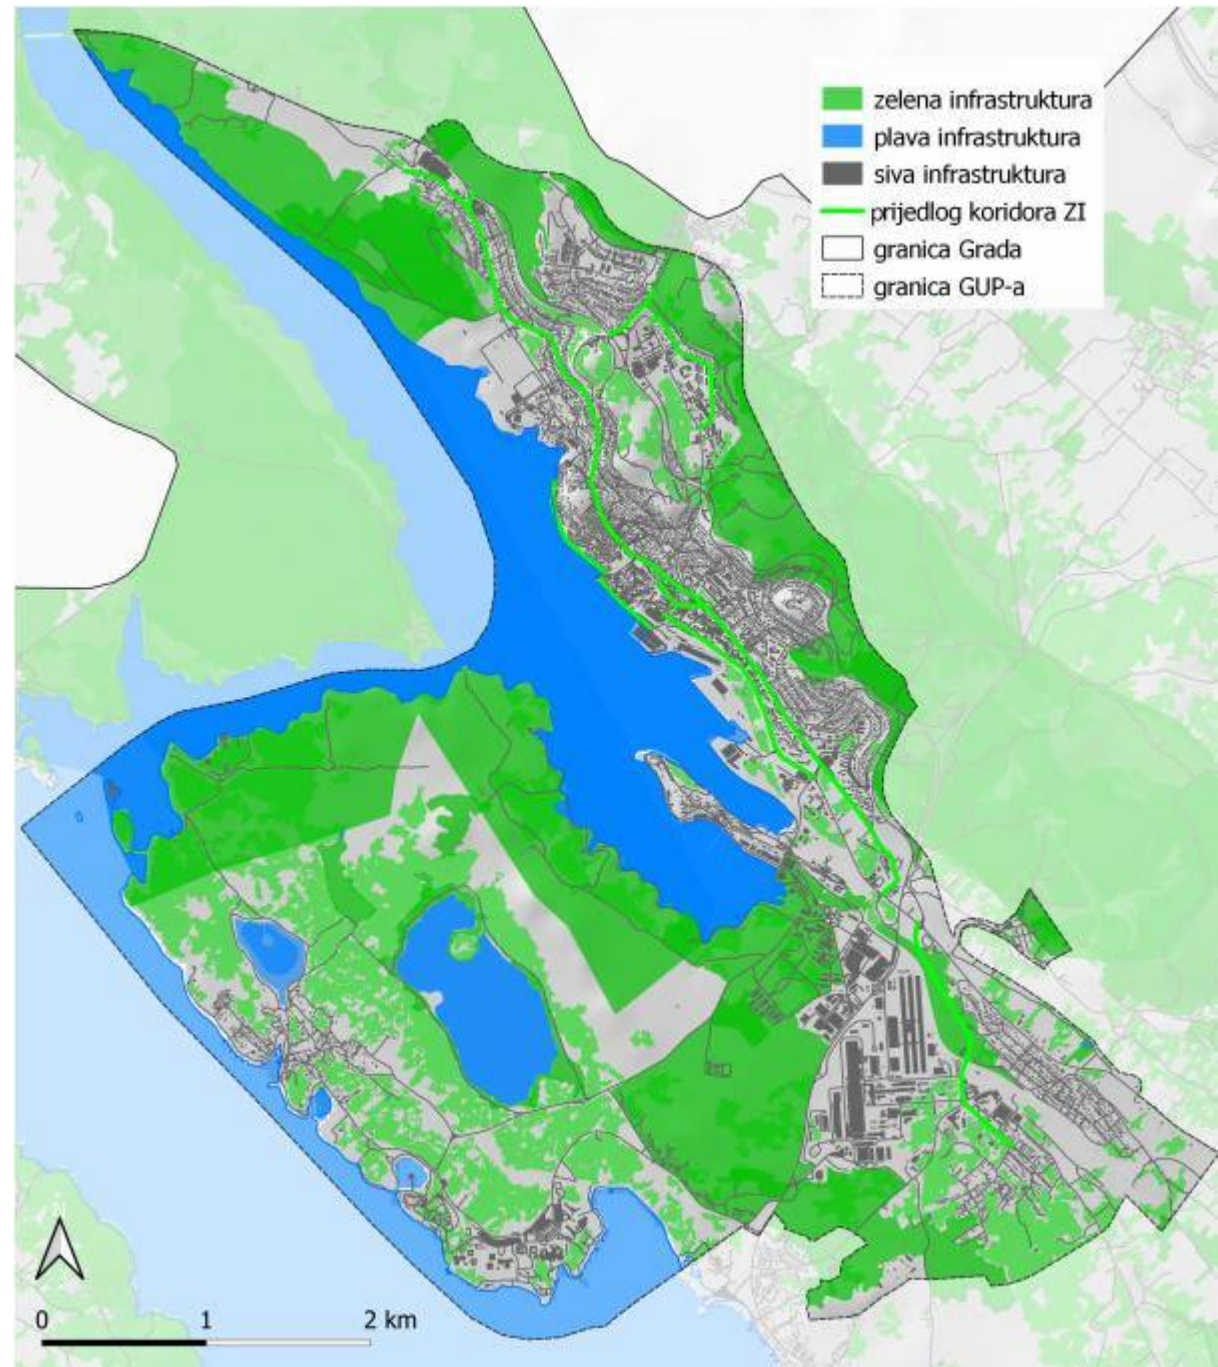 zelena infrastruktura
plava infrastruktura
siva infrastruktura
prijedlog koridora ZI
granica Grada
granica GUP-a
0 1 2 km